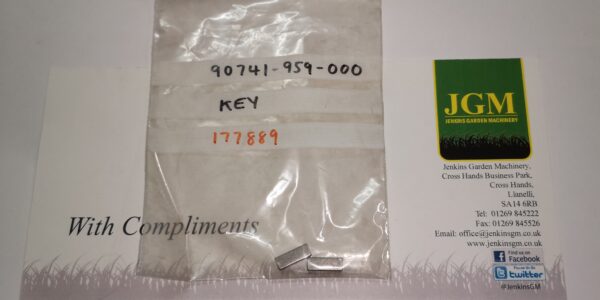 90741-959-000
KEY
177889
With Compliments
JGM
JENKINS GARDEN MACHINERY
Jenkins Garden Machinery,
Cross Hands Business Park,
Cross Hands,
Llanelli,
SA14 6RB
Tel: 01269 845222
Fax: 01269 845526
Email: office@jenkinsgm.co.uk
www.jenkinsgm.co.uk
Find us on
Facebook
twitter
@JenkinsGM